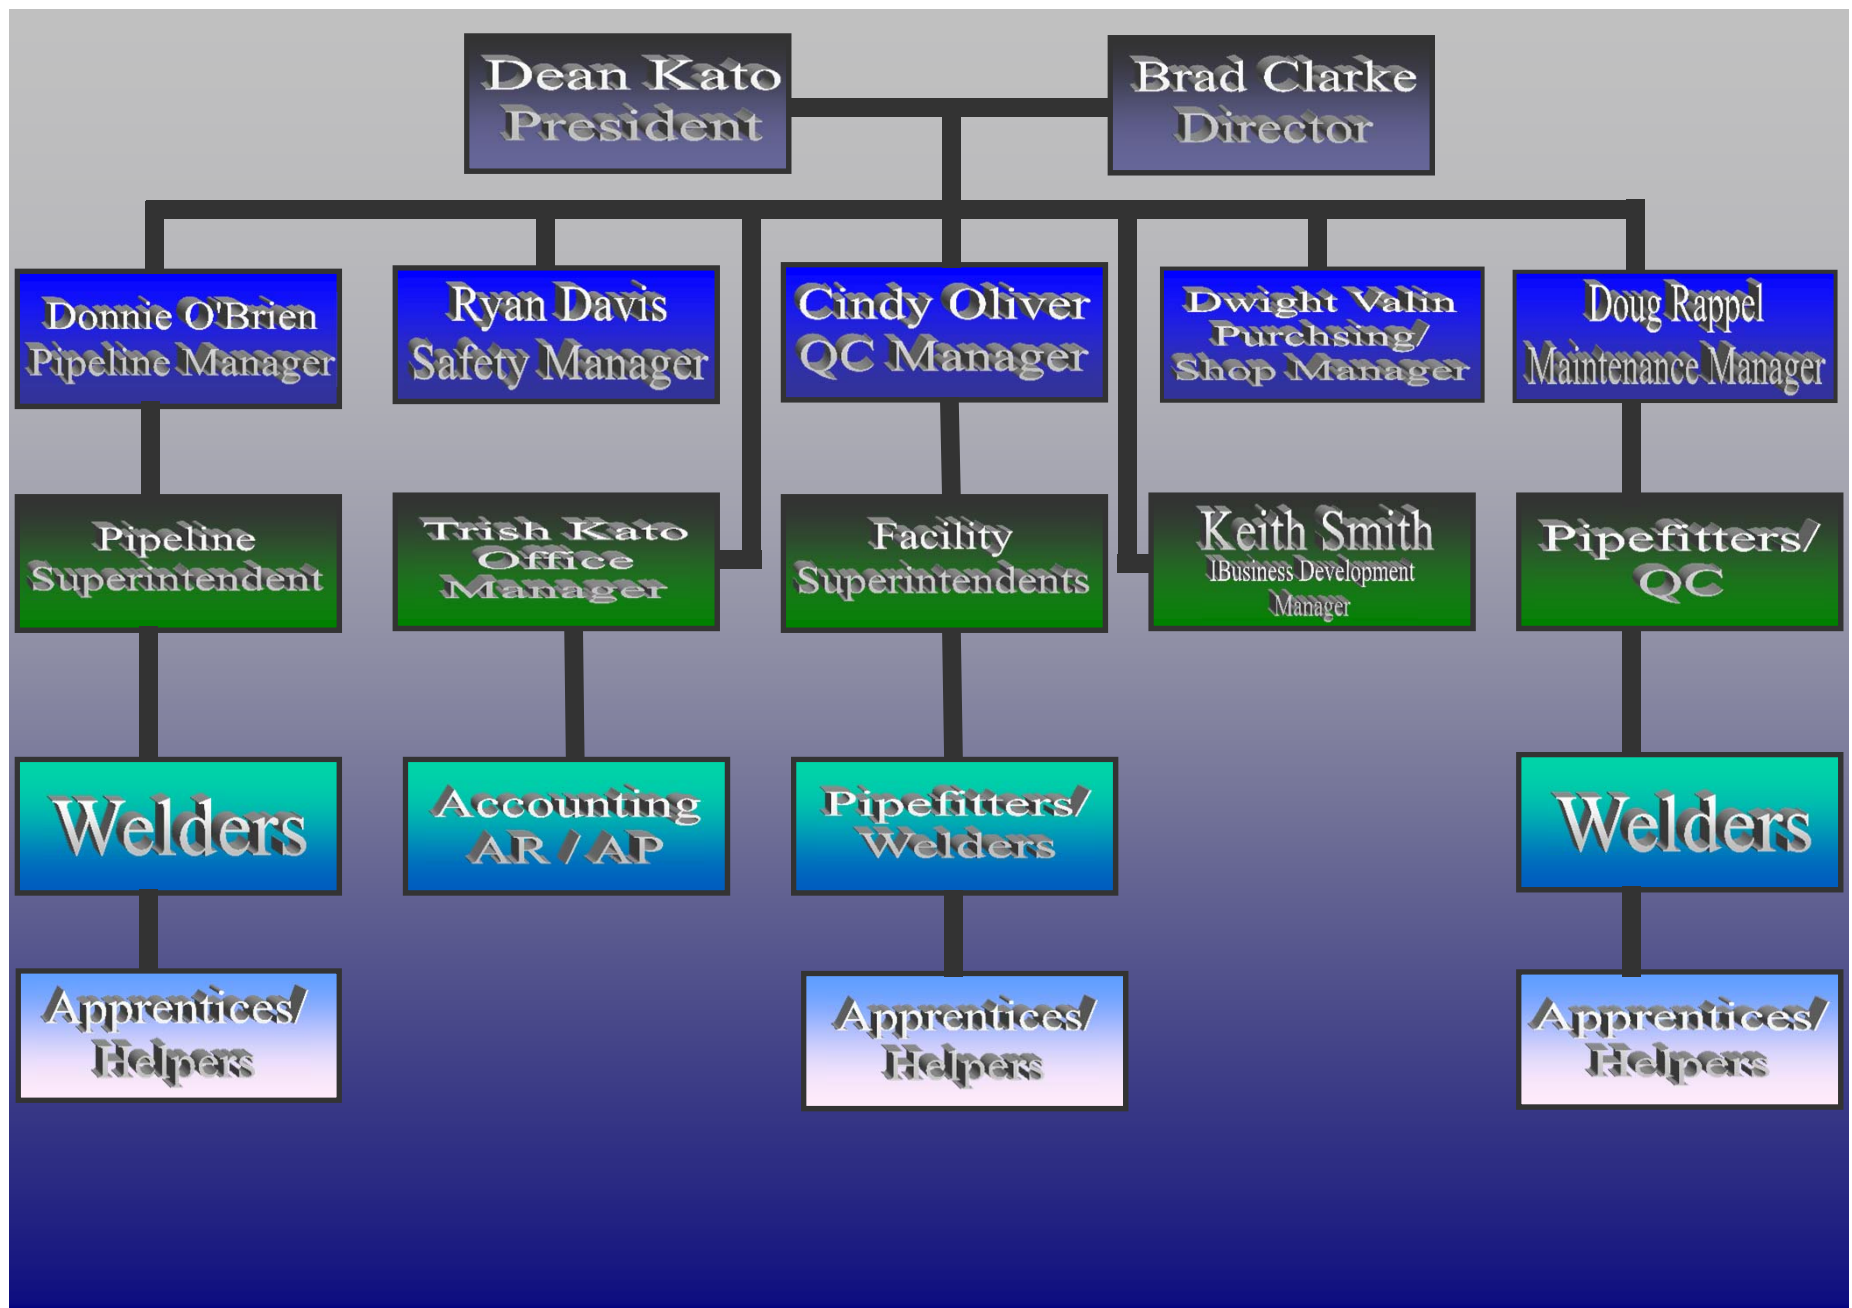 Dean Kato
President
Brad Clarke
Director
Donnie O'Brien
Pipeline Manager
Ryan Davis
Safety Manager
Cindy Oliver
QC Manager
Dwight Valin
Purchsing/
Shop Manager
Doug Rappel
Maintenance Manager
Pipeline
Superintendent
Trish Kato
Office
Manager
Facility
Superintendents
Keith Smith
IBusiness Development
Manager
Pipefitters/
QC
Welders
Accounting
AR / AP
Pipefitters/
Welders
Welders
Apprentices/
Helpers
Apprentices/
Helpers
Apprentices/
Helpers